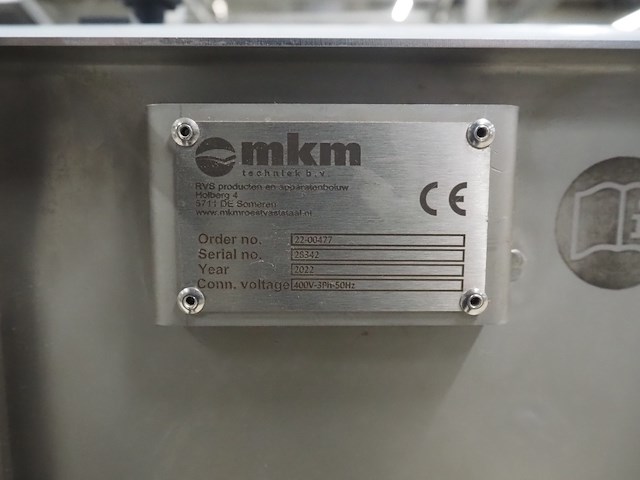 mkm
techniek b.v.
RVS producten en apparatenbouw
Holberg 4
5711 DE Someren
www.mkmroestvaststaal.nl
CE
Order no. 22-00477
Serial no. 28342
Year 2022
Conn. voltage 400V-3Ph-50Hz